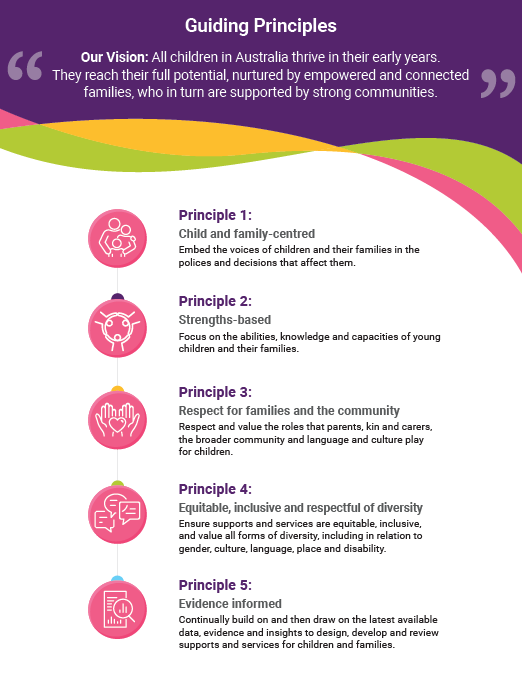 Guiding Principles
“ Our Vision: All children in Australia thrive in their early years.
They reach their full potential, nurtured by empowered and connected
families, who in turn are supported by strong communities. ”
Principle 1:
Child and family-centred
Embed the voices of children and their families in the
polices and decisions that affect them.
Principle 2:
Strengths-based
Focus on the abilities, knowledge and capacities of young
children and their families.
Principle 3:
Respect for families and the community
Respect and value the roles that parents, kin and carers,
the broader community and language and culture play
for children.
Principle 4:
Equitable, inclusive and respectful of diversity
Ensure supports and services are equitable, inclusive,
and value all forms of diversity, including in relation to
gender, culture, language, place and disability.
Principle 5:
Evidence informed
Continually build on and then draw on the latest available
data, evidence and insights to design, develop and review
supports and services for children and families.